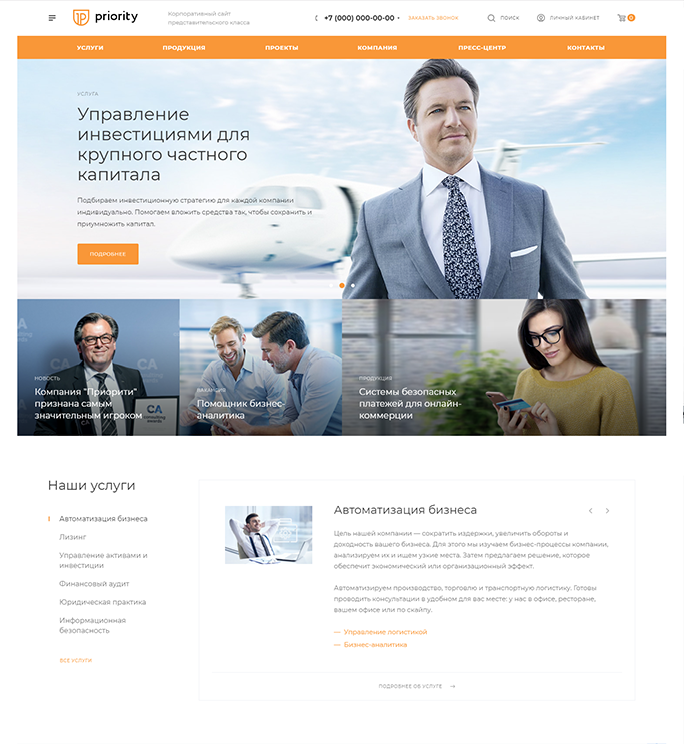 priority
Корпоративный сайт
представительского класса
+7 (000) 000-00-00
ЗАКАЗАТЬ ЗВОНОК
ПОИСК
ЛИЧНЫЙ КАБИНЕТ
0
УСЛУГИ
ПРОДУКЦИЯ
ПРОЕКТЫ
КОМПАНИЯ
ПРЕСС-ЦЕНТР
КОНТАКТЫ
УСЛУГА
Управление
инвестициями для
крупного частного
капитала
Подбираем инвестиционную стратегию для каждой компании
индивидуально. Помогаем вложить средства так, чтобы сохранить и
приумножить капитал.
ПОДРОБНЕЕ
НОВОСТЬ
Компания "Приорити"
признана самым
значительным игроком
CA
consulting
ВАКАНСИЯ
Помощник бизнес-
аналитика
ПРОДУКЦИЯ
Системы безопасных
платежей для онлайн-
коммерции
Наши услуги
Автоматизация бизнеса
Лизинг
Управление активами и
инвестиции
Финансовый аудит
Юридическая практика
Информационная
безопасность
ВСЕ УСЛУГИ
Автоматизация бизнеса
Цель нашей компании — сократить издержки, увеличить обороты и
доходность вашего бизнеса. Для этого мы изучаем бизнес-процессы компании,
анализируем их и ищем узкие места. Затем предлагаем решение, которое
обеспечит экономический или организационный эффект.
Автоматизируем производство, торговлю и транспортную логистику. Готовы
проводить консультации в удобном для вас месте: у нас в офисе, ресторане,
вашем офисе или по скайпу.
— Управление логистикой
— Бизнес-аналитика
ПОДРОБНЕЕ ОБ УСЛУГЕ →